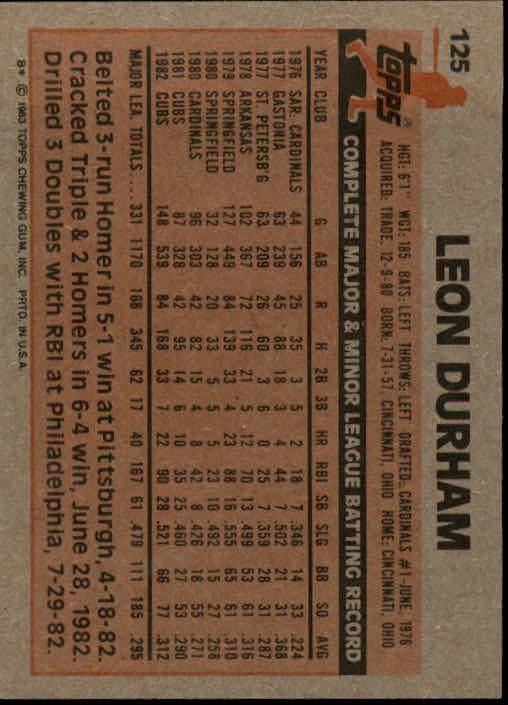 125
LEON DURHAM
TOPPS®
HGT: 6'1" WGT: 185 BATS: LEFT THROWS: LEFT DRAFTED: CARDINALS #1-JUNE, 1976
ACQUIRED: TRADE, 12-9-80 BORN: 7-31-57, CINCINNATI, OHIO HOME: CINCINNATI, OHIO
COMPLETE MAJOR & MINOR LEAGUE BATTING RECORD
YEAR CLUB G AB R H 2B 3B HR RBI SB SLG BB SO AVG
1976 SAR. CARDINALS 44 156 25 35 3 5 2 18 7 .346 14 33 .224
1977 GASTONIA 63 239 45 88 18 3 4 44 7 .502 21 31 .368
1977 ST. PETERSB'G 63 209 26 60 3 6 0 25 7 .359 28 31 .287
1978 ARKANSAS 102 367 72 116 21 5 12 70 13 .499 53 61 .316
1979 SPRINGFIELD 127 449 84 139 33 4 23 88 16 .555 65 61 .310
1980 SPRINGFIELD 32 128 20 33 5 5 5 23 10 .492 15 27 .258
1980 CARDINALS 96 303 42 82 15 4 8 42 8 .426 18 55 .271
1981 CUBS 87 328 42 95 14 6 10 35 25 .460 27 53 .290
1982 CUBS 148 539 84 168 33 7 22 90 28 .521 66 77 .312
MAJOR LEA. TOTALS... 331 1170 168 345 62 17 40 167 61 .479 111 185 .295
Belted 3-run Homer in 5-1 win at Pittsburgh, 4-18-82.
Cracked Triple & 2 Homers in 6-4 win, June 28, 1982.
Drilled 3 Doubles with RBI at Philadelphia, 7-29-82.
8* © 1983 TOPPS CHEWING GUM, INC. PRTD. IN U.S.A.